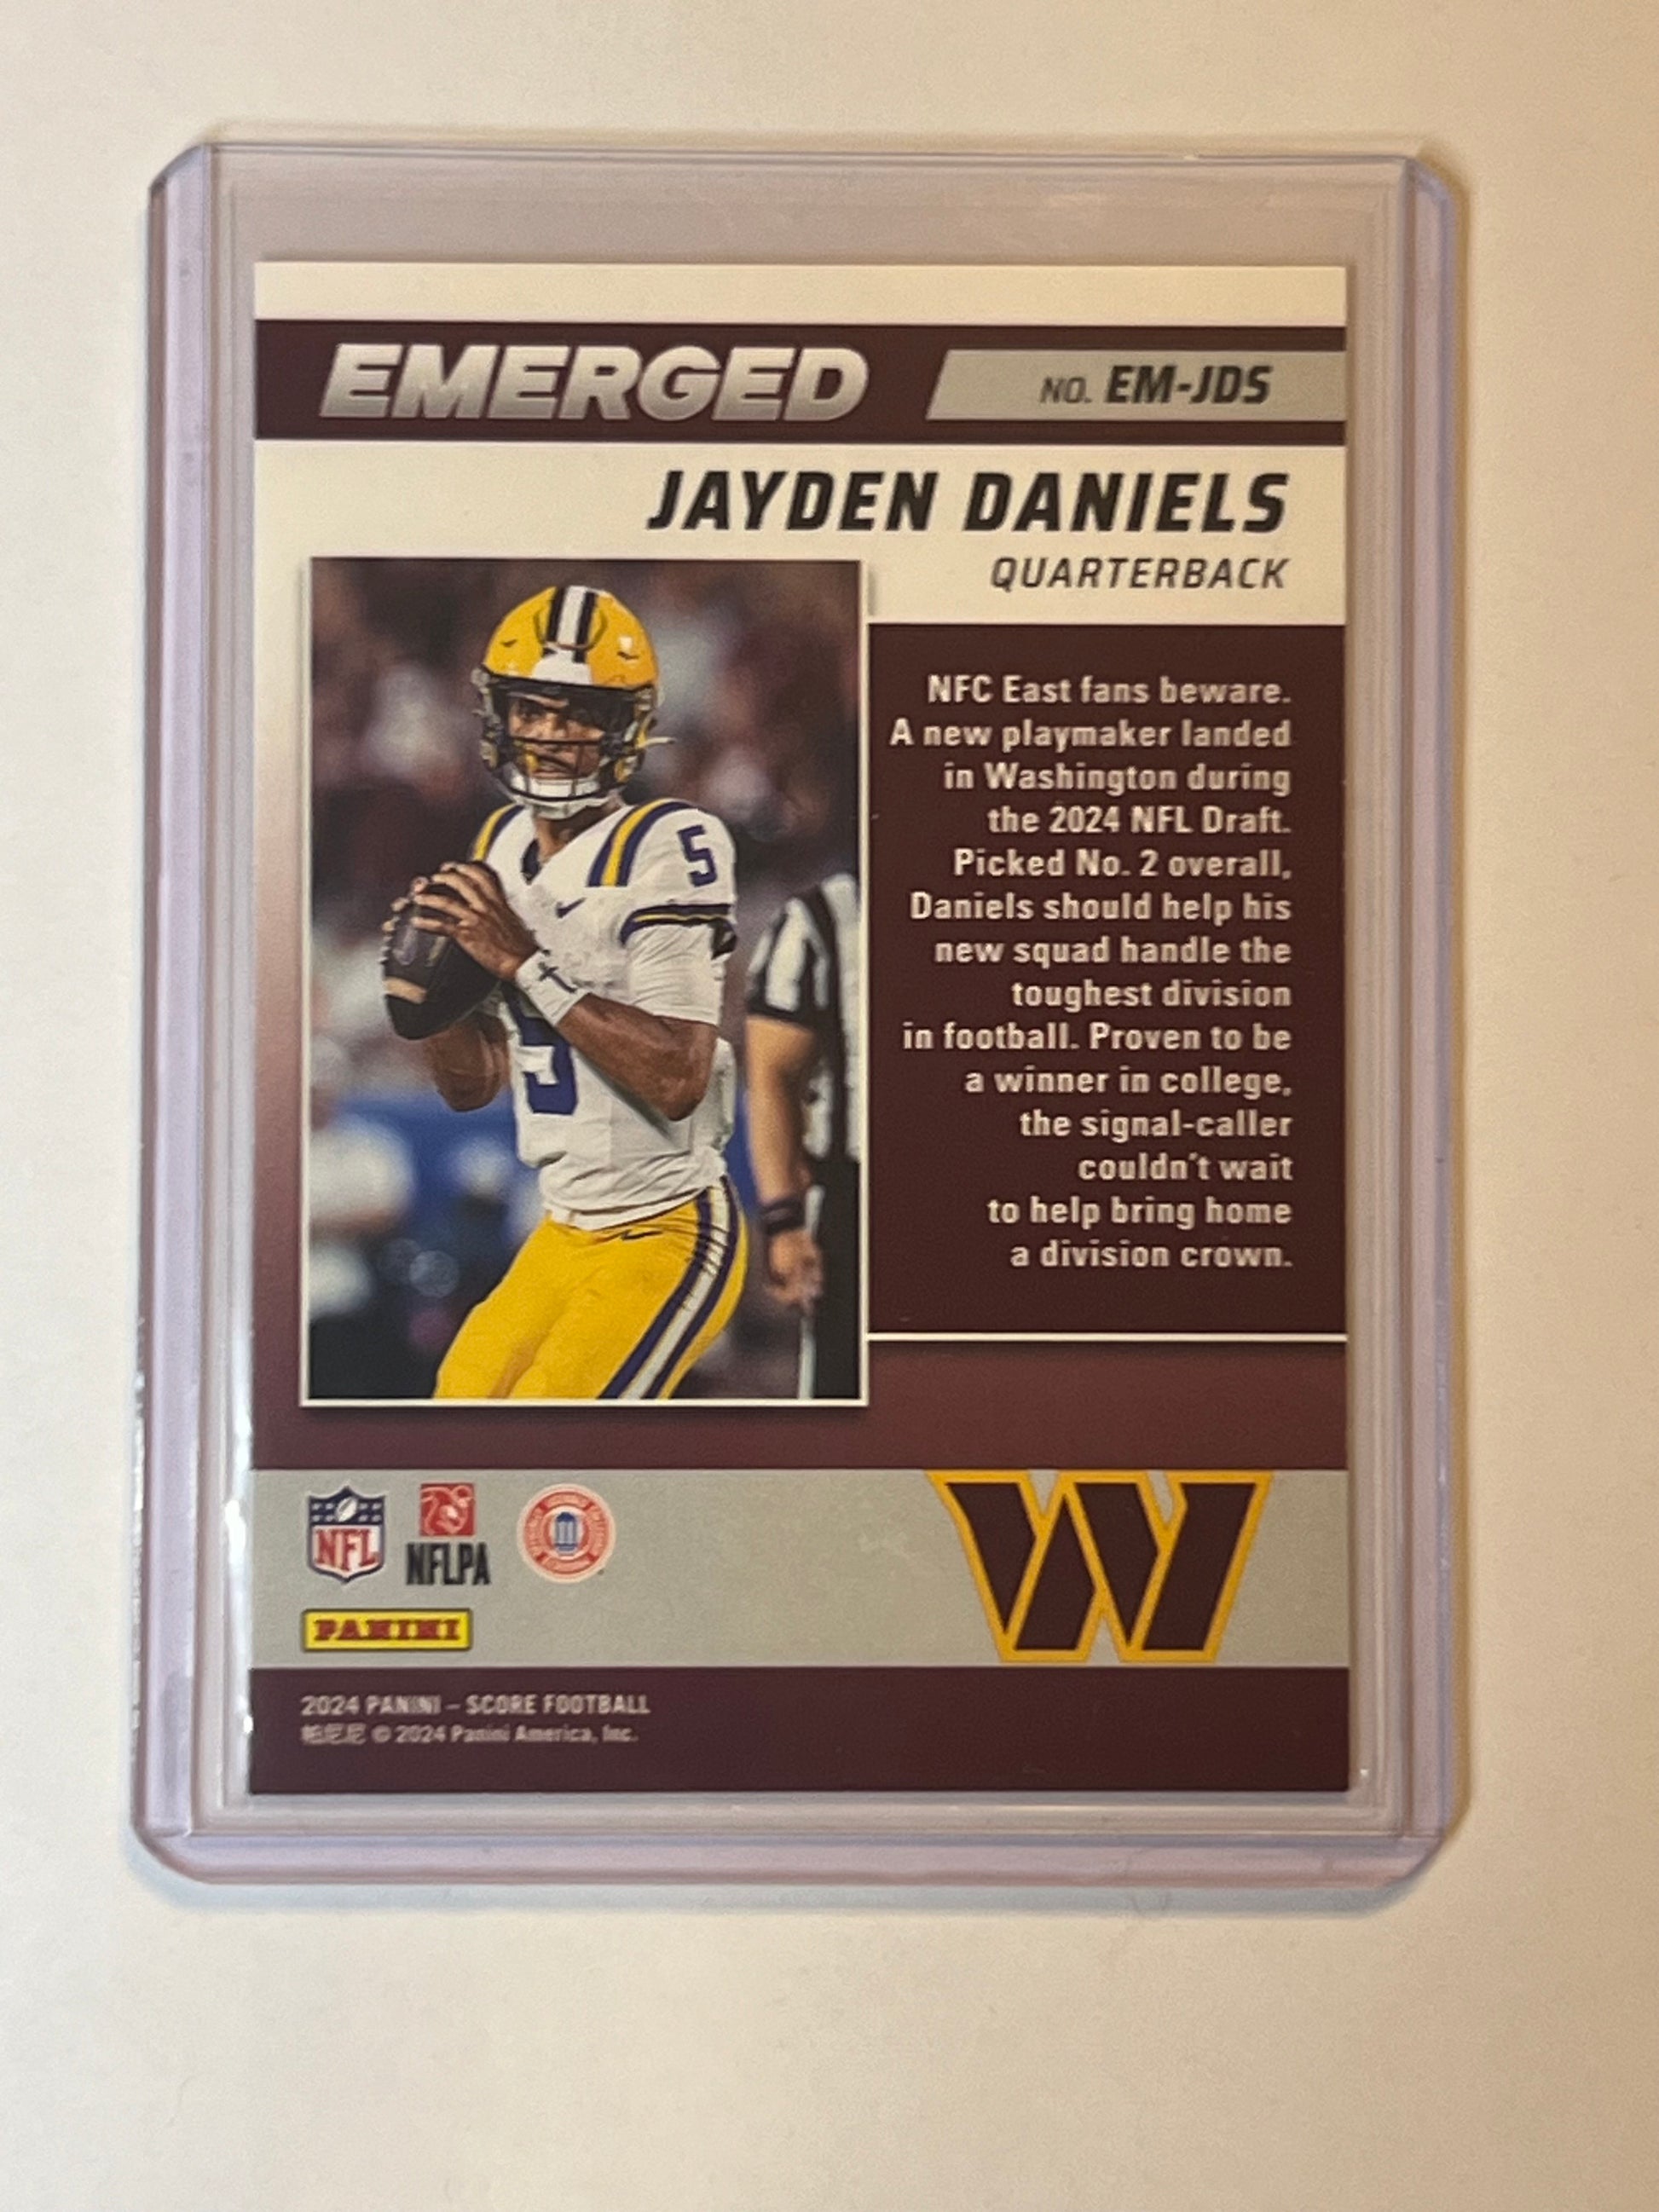 EMERGED
NO. EM-JDS
JAYDEN DANIELS
QUARTERBACK
NFC East fans beware.
A new playmaker landed
in Washington during
the 2024 NFL Draft.
Picked No. 2 overall,
Daniels should help his
new squad handle the
toughest division
in football. Proven to be
a winner in college,
the signal-caller
couldn't wait
to help bring home
a division crown.
5
5
NFL
NFLPA
PANINI
W
2024 PANINI – SCORE FOOTBALL
帕尼尼 © 2024 Panini America, Inc.